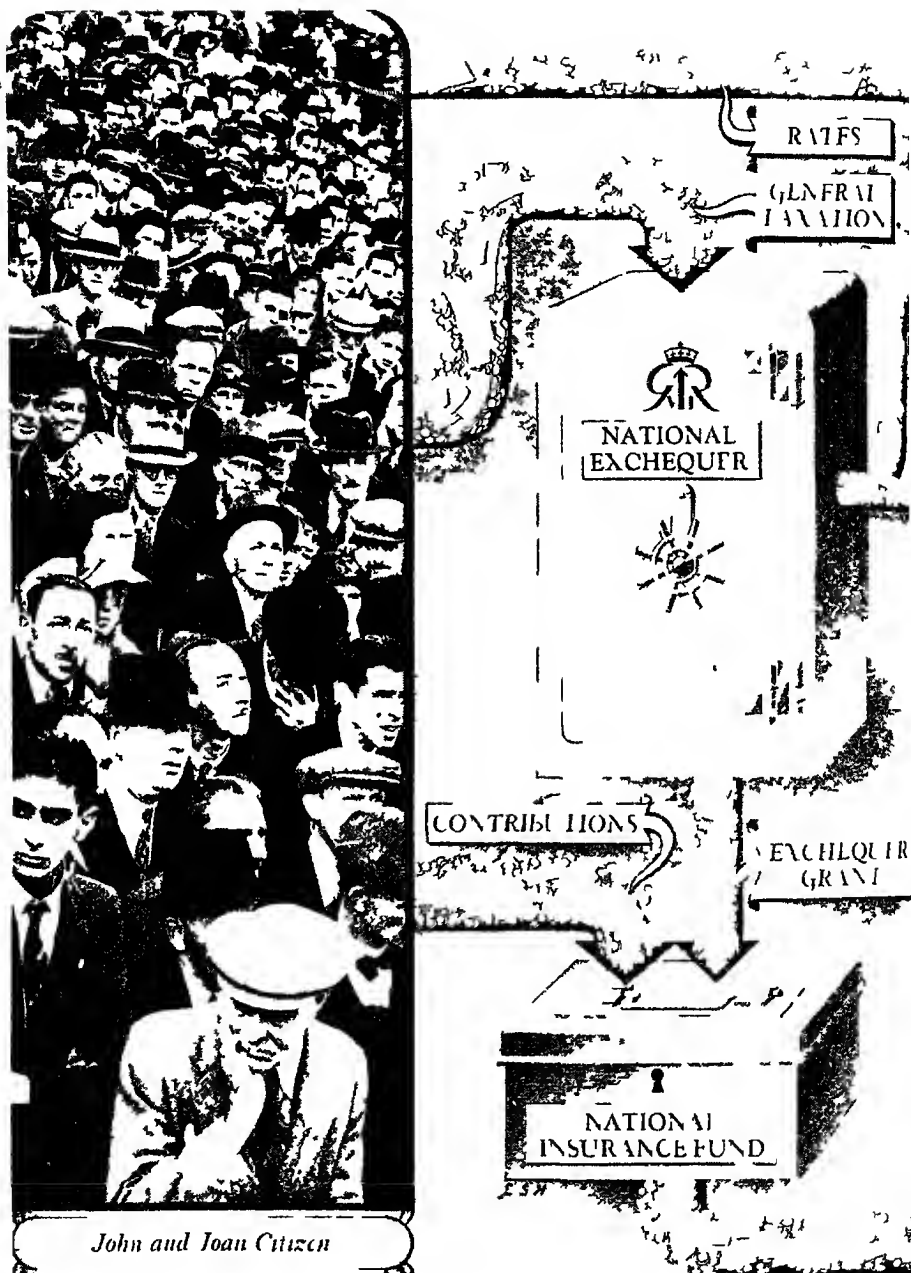 RATES
GENERAL
TAXATION
NATIONAL
EXCHEQUER
CONTRIBUTIONS
EXCHEQUER
GRANT
NATIONAL
INSURANCE FUND
John and Joan Citizen